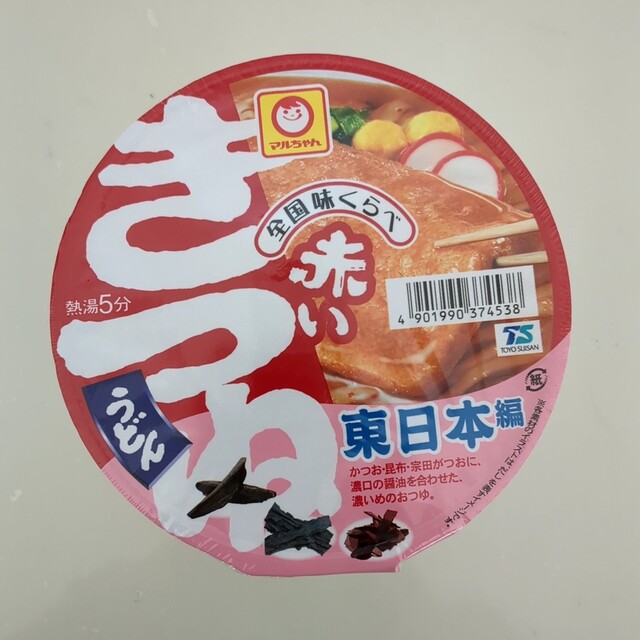 マルちゃん
全国味くらべ
赤い
きつね
うどん
熱湯5分
4 901990 374538
TS
TOYO SUISAN
紙
東日本編
かつお・昆布・宗田がつおに、
濃口の醤油を合わせた、
濃いめのおつゆ。